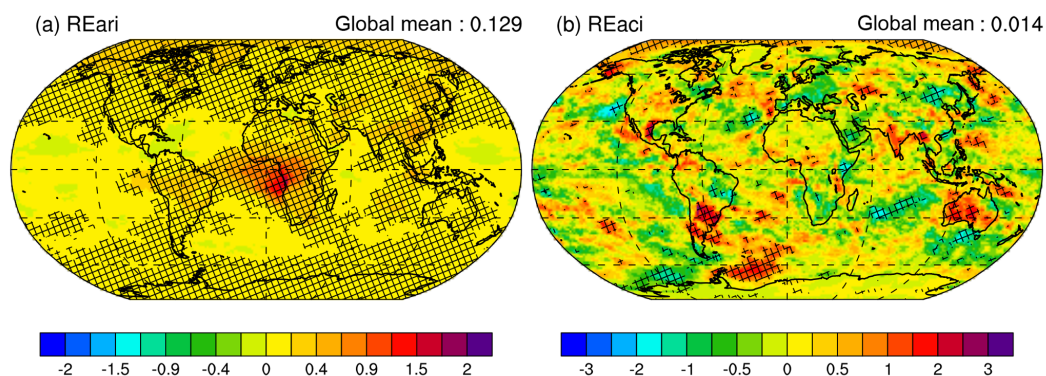 (a) REari Global mean : 0.129
(b) REaci Global mean : 0.014
-2 -1.5 -0.9 -0.4 0 0.4 0.9 1.5 2
-3 -2 -1 -0.5 0 0.5 1 2 3